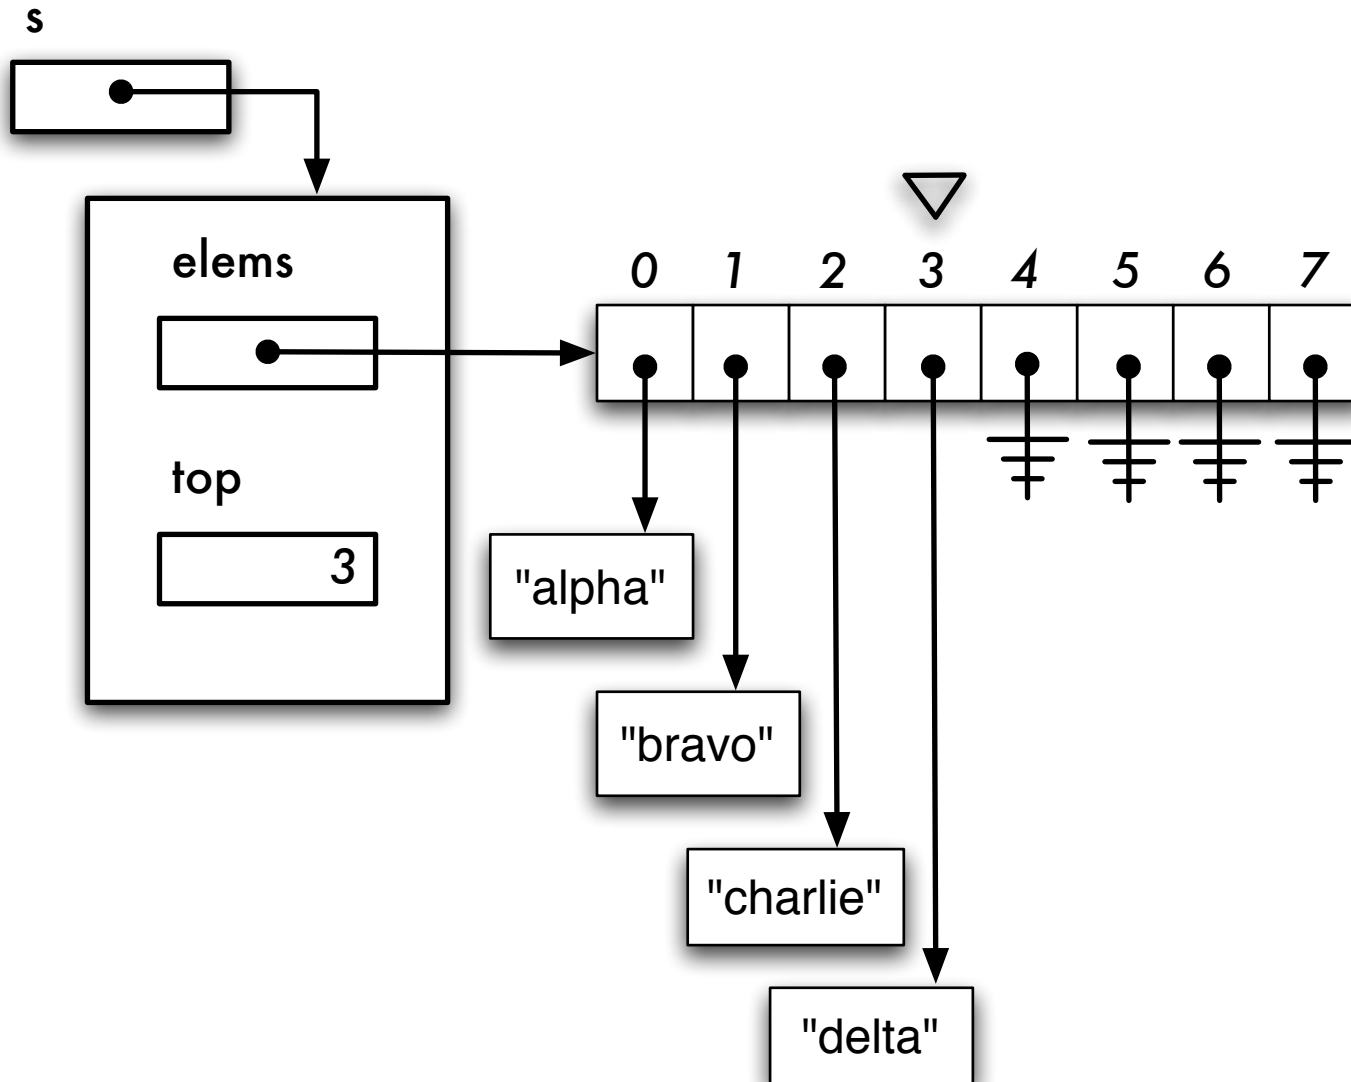 s
elems
0 1 2 3 4 5 6 7
top
3
"alpha"
"bravo"
"charlie"
"delta"